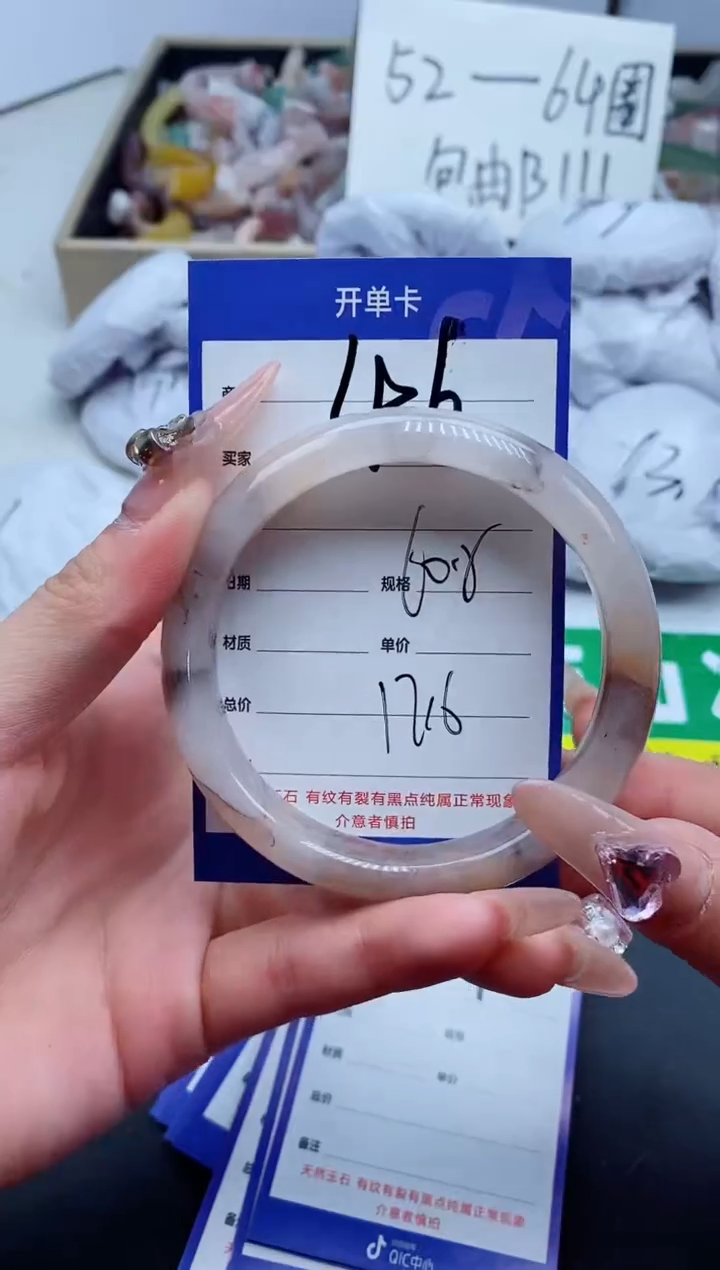 52—64圈
包邮!!!
开单卡
买家
日期 规格 60.8
材质 单价
总价 12.6
石 有纹有裂有黑点纯属正常现象
介意者慎拍
材质 单价
总价
备注
天然玉石 有纹有裂有黑点纯属正常现象
介意者慎拍
QIC中心